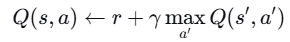 Q(s, a) ← r + γ max_{a'} Q(s', a')